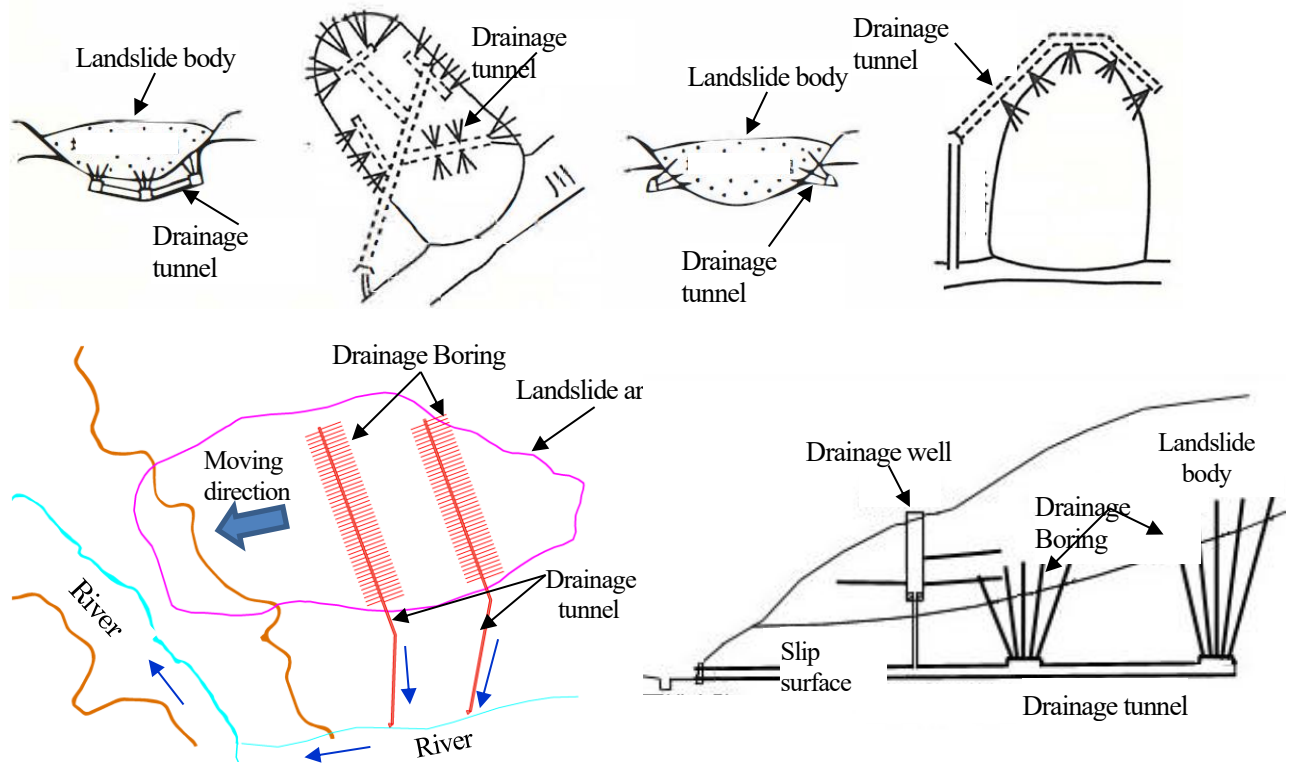 Landslide body
Drainage
tunnel
Drainage
tunnel
Landslide body
Drainage
tunnel
Drainage
tunnel
Drainage Boring
Landslide ar
Moving
direction
River
Drainage
tunnel
River
Drainage well
Landslide
body
Drainage
Boring
Slip
surface
Drainage tunnel